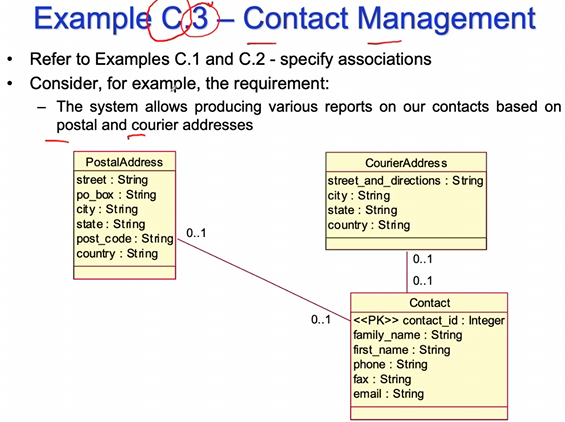 Example C.3 – Contact Management
• Refer to Examples C.1 and C.2 - specify associations
• Consider, for example, the requirement:
– The system allows producing various reports on our contacts based on
postal and courier addresses
PostalAddress
street : String
po_box : String
city : String
state : String
post_code : String
country : String
0..1
CourierAddress
street_and_directions : String
city : String
state : String
country : String
0..1
0..1
0..1
Contact
<<PK>> contact_id : Integer
family_name : String
first_name : String
phone : String
fax : String
email : String